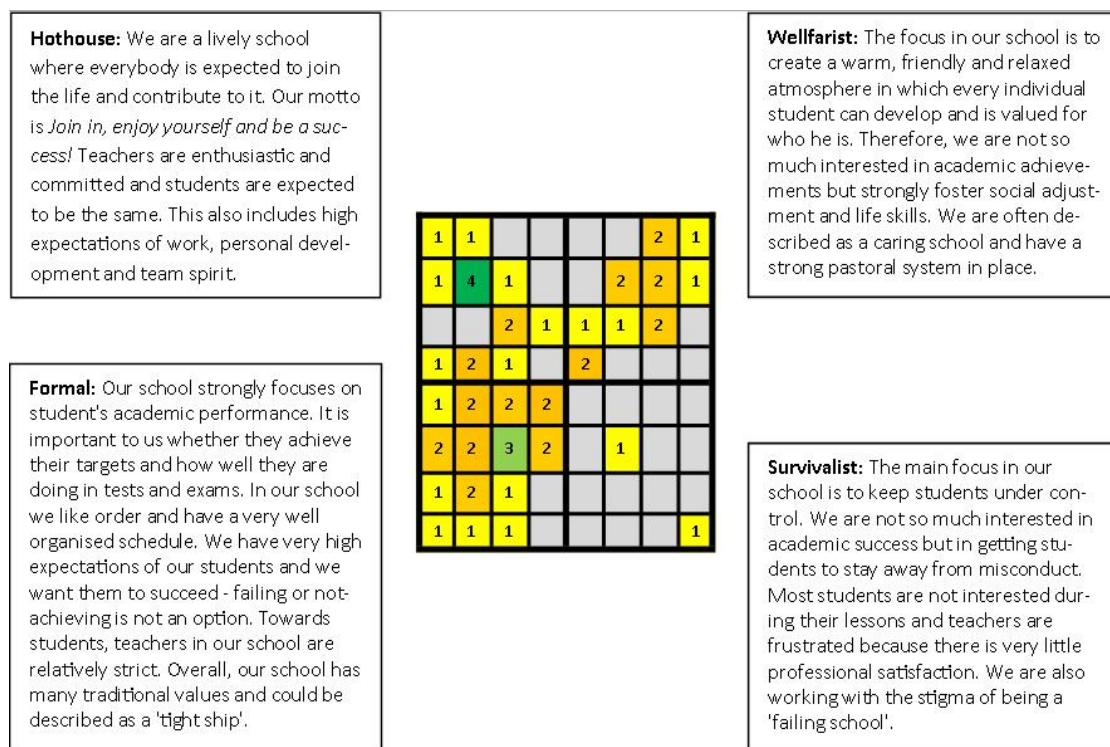 Hothouse: We are a lively school
where everybody is expected to join
the life and contribute to it. Our motto
is Join in, enjoy yourself and be a suc-
cess! Teachers are enthusiastic and
committed and students are expected
to be the same. This also includes high
expectations of work, personal devel-
opment and team spirit.
Wellfarist: The focus in our school is to
create a warm, friendly and relaxed
atmosphere in which every individual
student can develop and is valued for
who he is. Therefore, we are not so
much interested in academic achieve-
ments but strongly foster social adjust-
ment and life skills. We are often de-
scribed as a caring school and have a
strong pastoral system in place.
1 1 2 1
1 4 1 2 2 1
2 1 1 1 2
1 2 1 2
1 2 2 2
2 2 3 2 1
1 2 1
1 1 1 1
Formal: Our school strongly focuses on
student's academic performance. It is
important to us whether they achieve
their targets and how well they are
doing in tests and exams. In our school
we like order and have a very well
organised schedule. We have very high
expectations of our students and we
want them to succeed - failing or not-
achieving is not an option. Towards
students, teachers in our school are
relatively strict. Overall, our school has
many traditional values and could be
described as a 'tight ship'.
Survivalist: The main focus in our
school is to keep students under con-
trol. We are not so much interested in
academic success but in getting stu-
dents to stay away from misconduct.
Most students are not interested dur-
ing their lessons and teachers are
frustrated because there is very little
professional satisfaction. We are also
working with the stigma of being a
'failing school'.